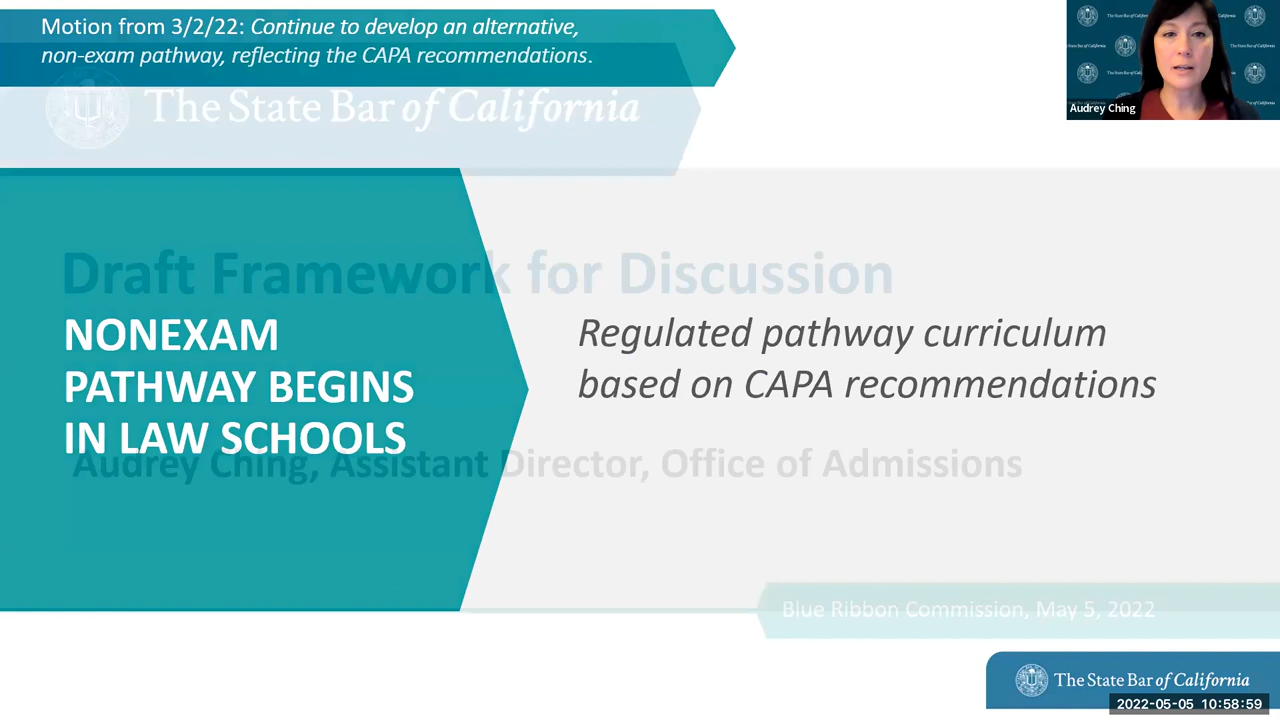 Motion from 3/2/22: Continue to develop an alternative,
non-exam pathway, reflecting the CAPA recommendations.
The State Bar of California
Audrey Ching
Draft Framework for Discussion
NONEXAM
PATHWAY BEGINS
IN LAW SCHOOLS
Regulated pathway curriculum
based on CAPA recommendations
Audrey Ching, Assistant Director, Office of Admissions
Blue Ribbon Commission, May 5, 2022
The State Bar of California
2022-05-05 10:58:59